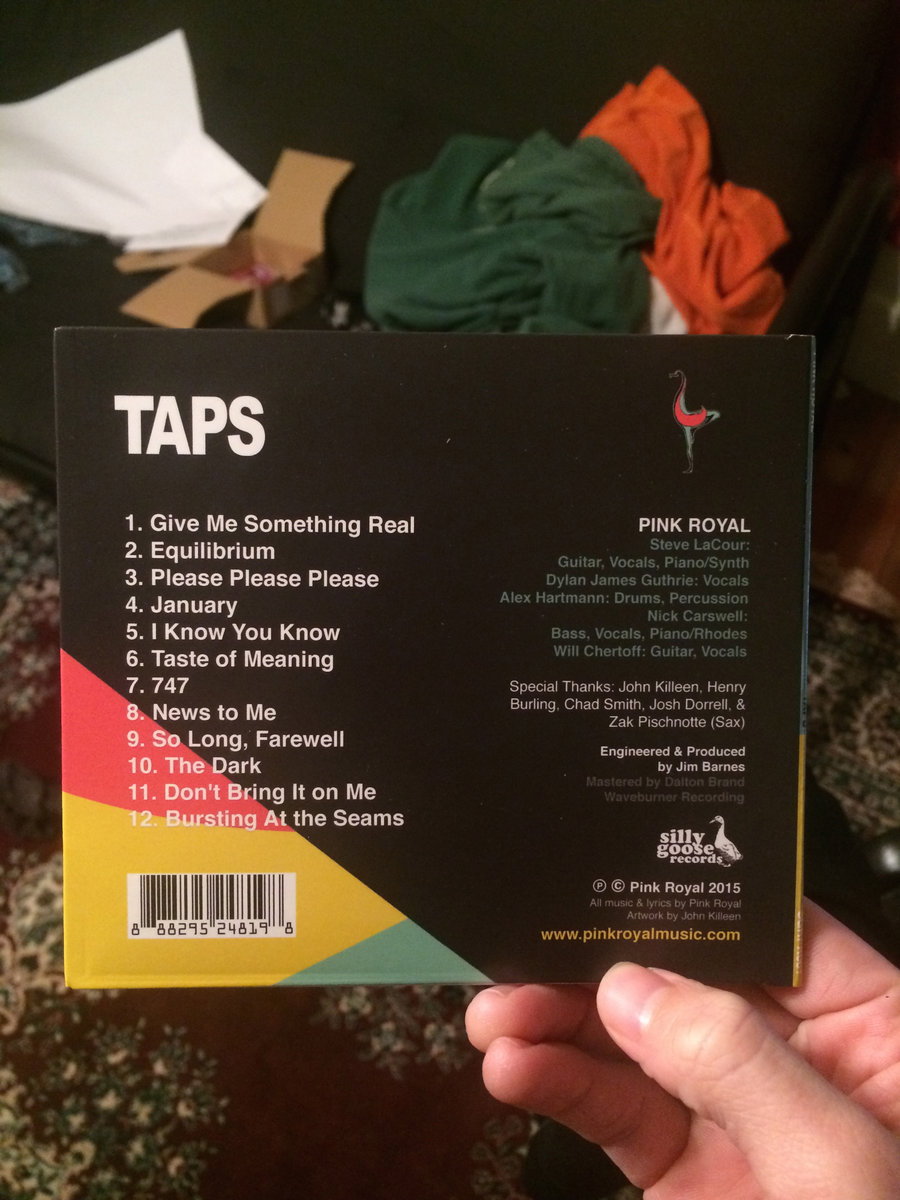 TAPS
1. Give Me Something Real
2. Equilibrium
3. Please Please Please
4. January
5. I Know You Know
6. Taste of Meaning
7. 747
8. News to Me
9. So Long, Farewell
10. The Dark
11. Don't Bring It on Me
12. Bursting At the Seams
8 88295 24819 8
PINK ROYAL
Steve LaCour:
Guitar, Vocals, Piano/Synth
Dylan James Guthrie: Vocals
Alex Hartmann: Drums, Percussion
Nick Carswell:
Bass, Vocals, Piano/Rhodes
Will Chertoff: Guitar, Vocals
Special Thanks: John Killeen, Henry
Burling, Chad Smith, Josh Dorrell, &
Zak Pischnotte (Sax)
Engineered & Produced
by Jim Barnes
Mastered by Dalton Brand
Waveburner Recording
silly
goose
records
℗ © Pink Royal 2015
All music & lyrics by Pink Royal
Artwork by John Killeen
www.pinkroyalmusic.com